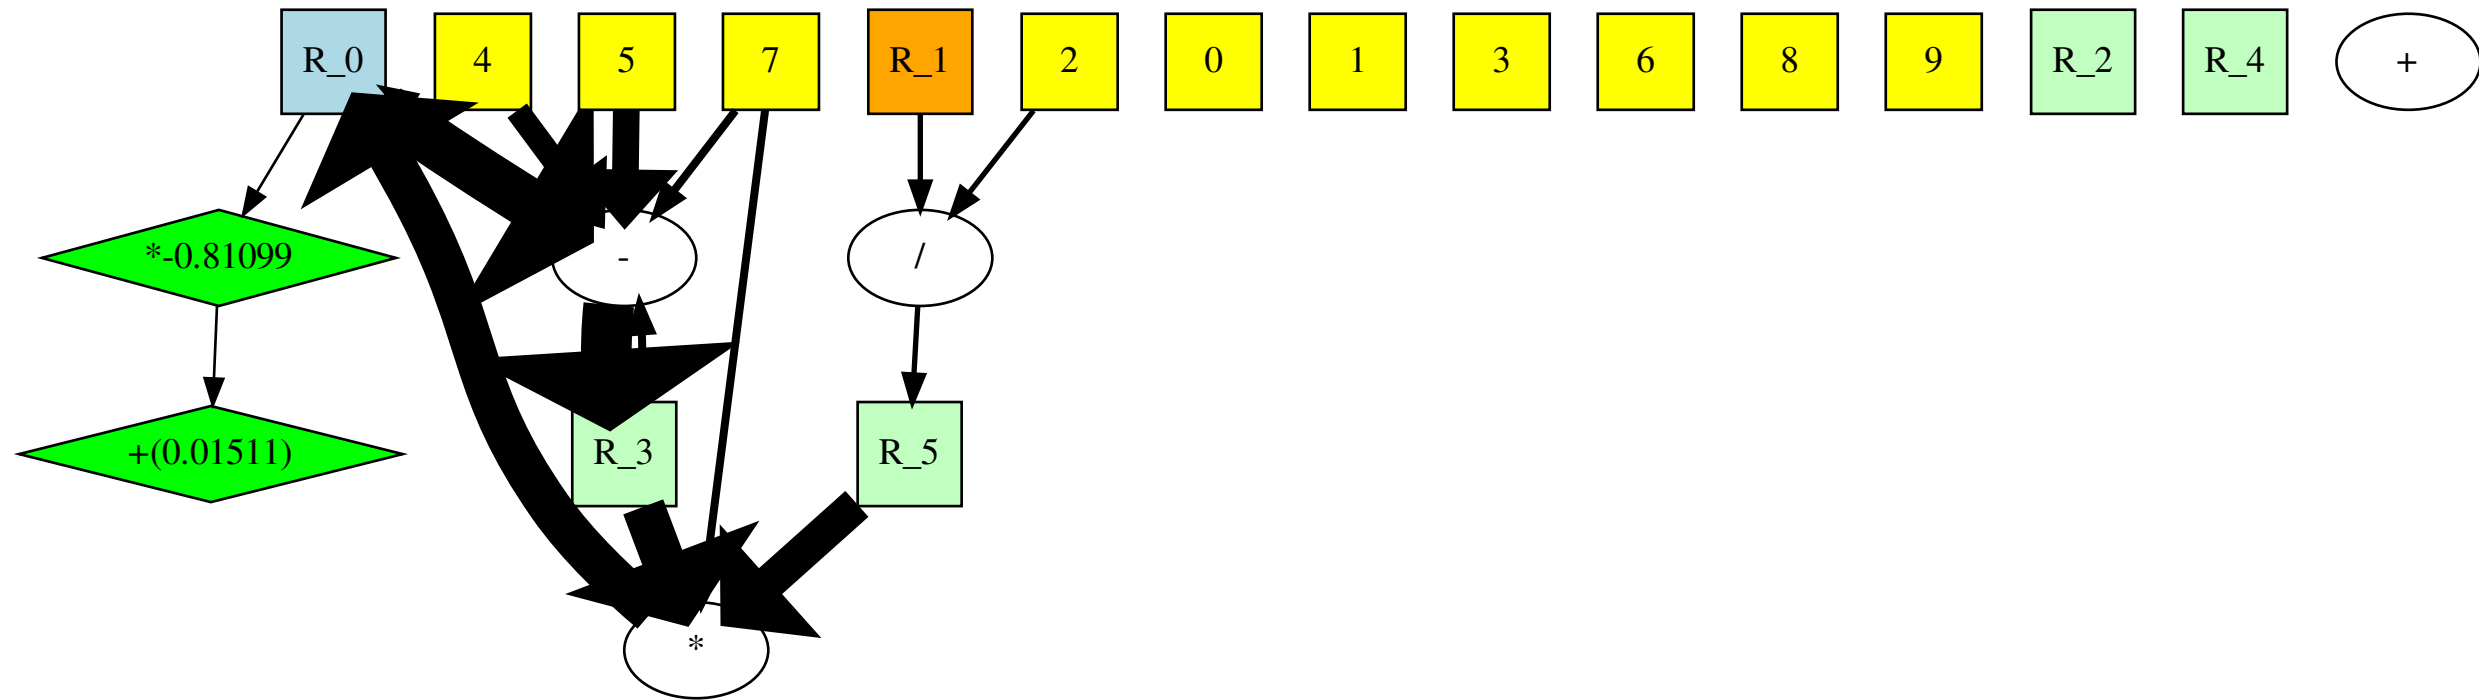 R_0 4 5 7 R_1 2 0 1 3 6 8 9 R_2 R_4 +
*-0.81099 - /
+(0.01511) R_3 R_5
*